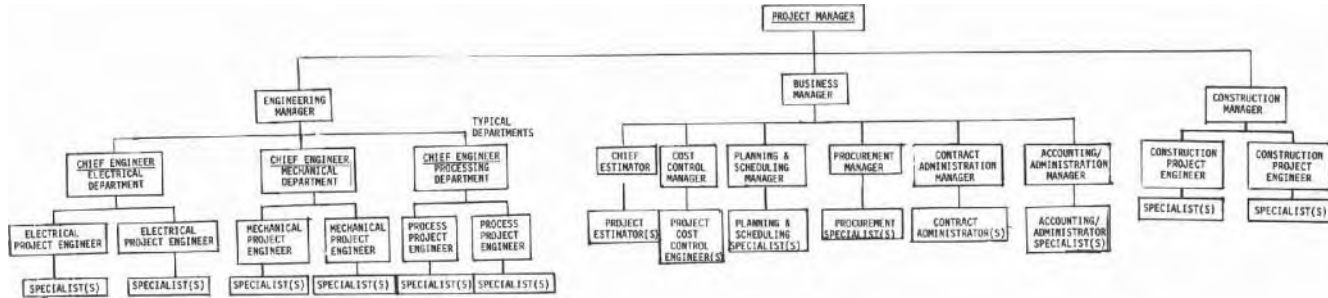 PROJECT MANAGER
ENGINEERING
MANAGER
BUSINESS
MANAGER
CONSTRUCTION
MANAGER
TYPICAL
DEPARTMENTS
CHIEF ENGINEER
ELECTRICAL
DEPARTMENT
CHIEF ENGINEER
MECHANICAL
DEPARTMENT
CHIEF ENGINEER
PROCESSING
DEPARTMENT
CHIEF
ESTIMATOR
COST
CONTROL
MANAGER
PLANNING &
SCHEDULING
MANAGER
PROCUREMENT
MANAGER
CONTRACT
ADMINISTRATION
MANAGER
ACCOUNTING/
ADMINISTRATION
MANAGER
CONSTRUCTION
PROJECT
ENGINEER
CONSTRUCTION
PROJECT
ENGINEER
ELECTRICAL
PROJECT ENGINEER
ELECTRICAL
PROJECT ENGINEER
MECHANICAL
PROJECT
ENGINEER
MECHANICAL
PROJECT
ENGINEER
PROCESS
PROJECT
ENGINEER
PROCESS
PROJECT
ENGINEER
PROJECT
ESTIMATOR(S)
PROJECT
COST
CONTROL
ENGINEER(S)
PLANNING &
SCHEDULING
SPECIALIST(S)
PROCUREMENT
SPECIALIST(S)
CONTRACT
ADMINISTRATOR(S)
ACCOUNTING/
ADMINISTRATOR
SPECIALIST(S)
SPECIALIST(S)
SPECIALIST(S)
SPECIALIST(S)
SPECIALIST(S)
SPECIALIST(S)
SPECIALIST(S)
SPECIALIST(S)
SPECIALIST(S)